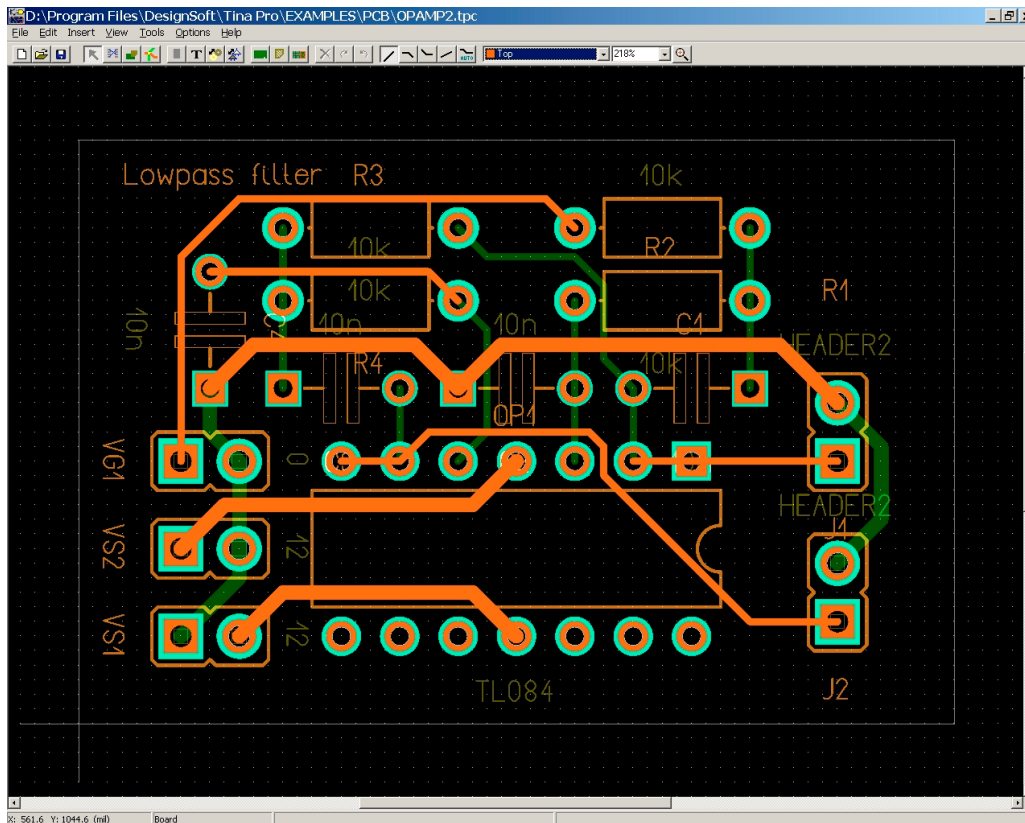 D:\Program Files\DesignSoft\Tina Pro\EXAMPLES\PCB\OPAMP2.tpc
File Edit Insert View Tools Options Help
T AUTO Top 218%
Lowpass filter R3 10k
10k R2
10k R1
10n 10n 10n C1 HEADER2
R4 10k
OP1
VG1 0
HEADER2
VS2 12 J1
VS1 12
TL084 J2
X: 561.6 Y: 1044.6 (mil) Board